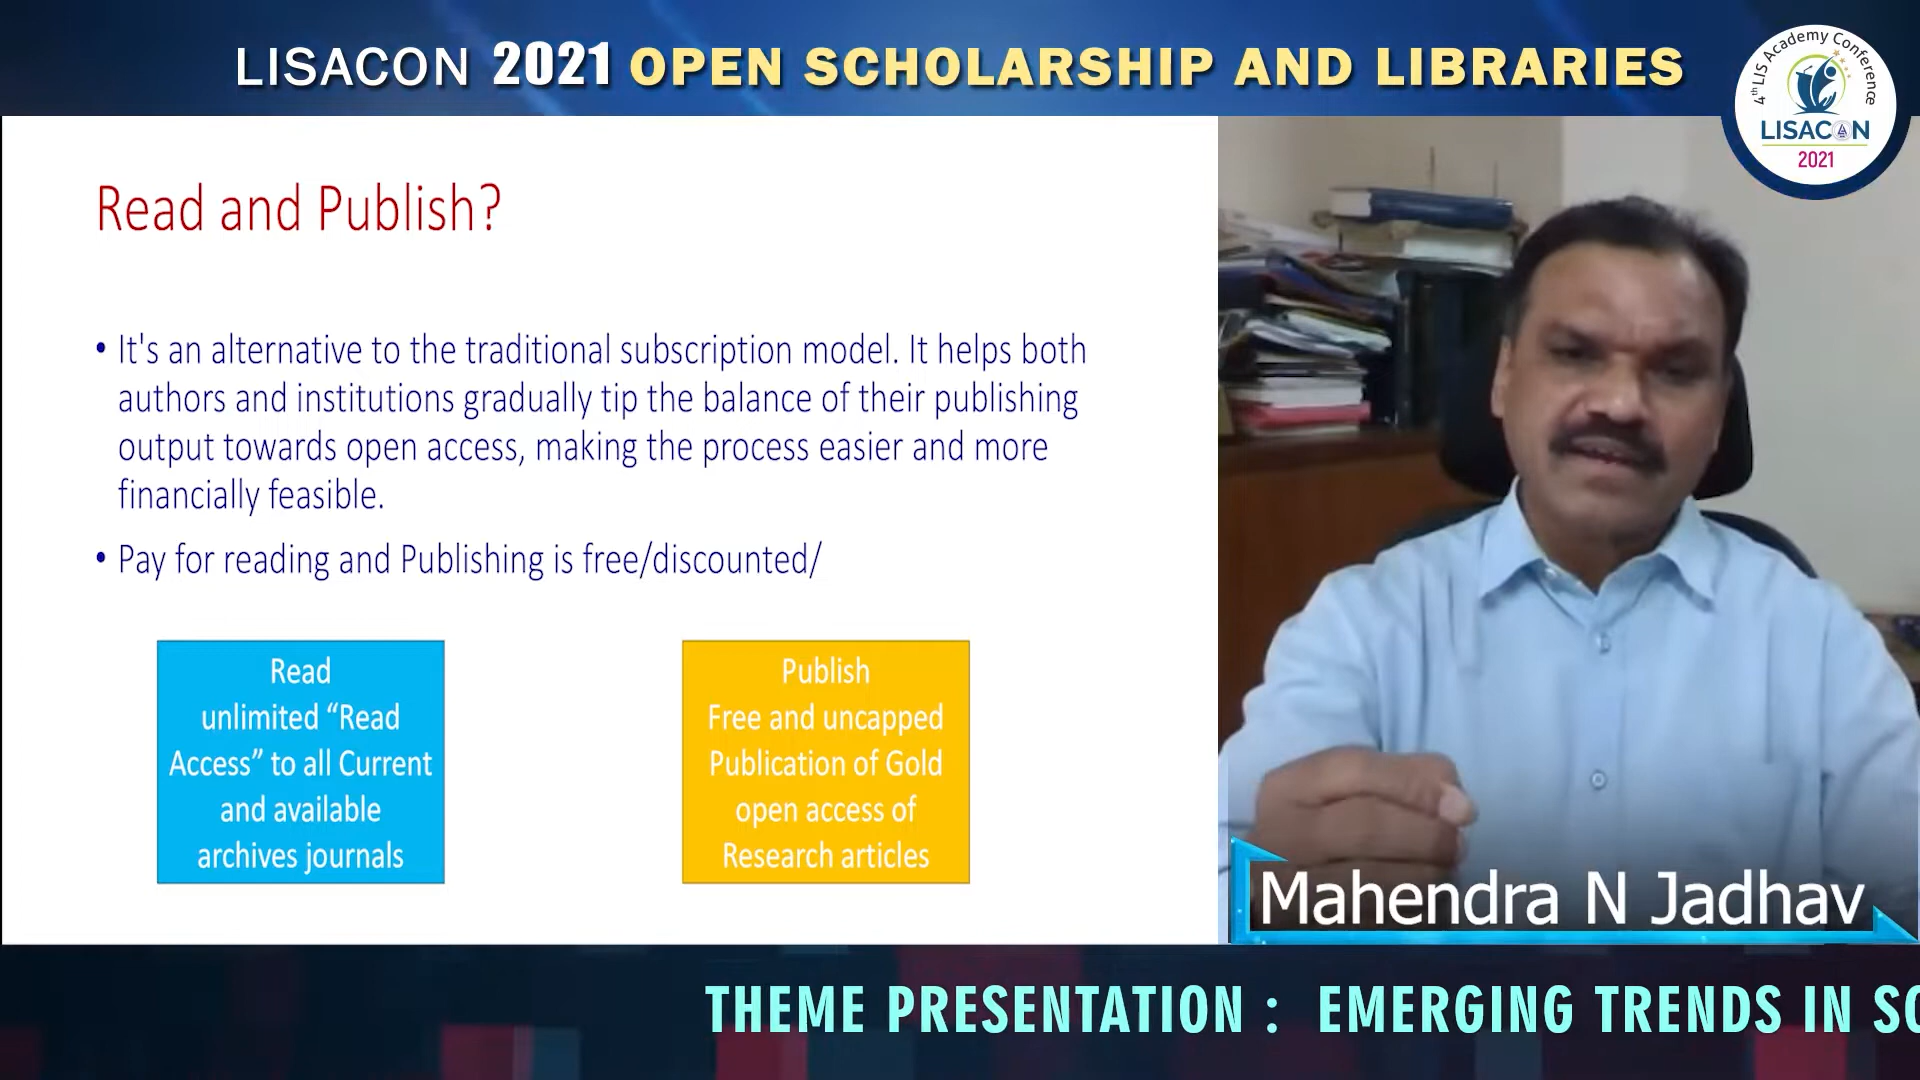 LISACON 2021 OPEN SCHOLARSHIP AND LIBRARIES
4th LIS Academy Conference
LISACON
2021
Read and Publish?
• It's an alternative to the traditional subscription model. It helps both
authors and institutions gradually tip the balance of their publishing
output towards open access, making the process easier and more
financially feasible.
• Pay for reading and Publishing is free/discounted/
Read
unlimited “Read
Access” to all Current
and available
archives journals
Publish
Free and uncapped
Publication of Gold
open access of
Research articles
Mahendra N Jadhav
THEME PRESENTATION : EMERGING TRENDS IN SC